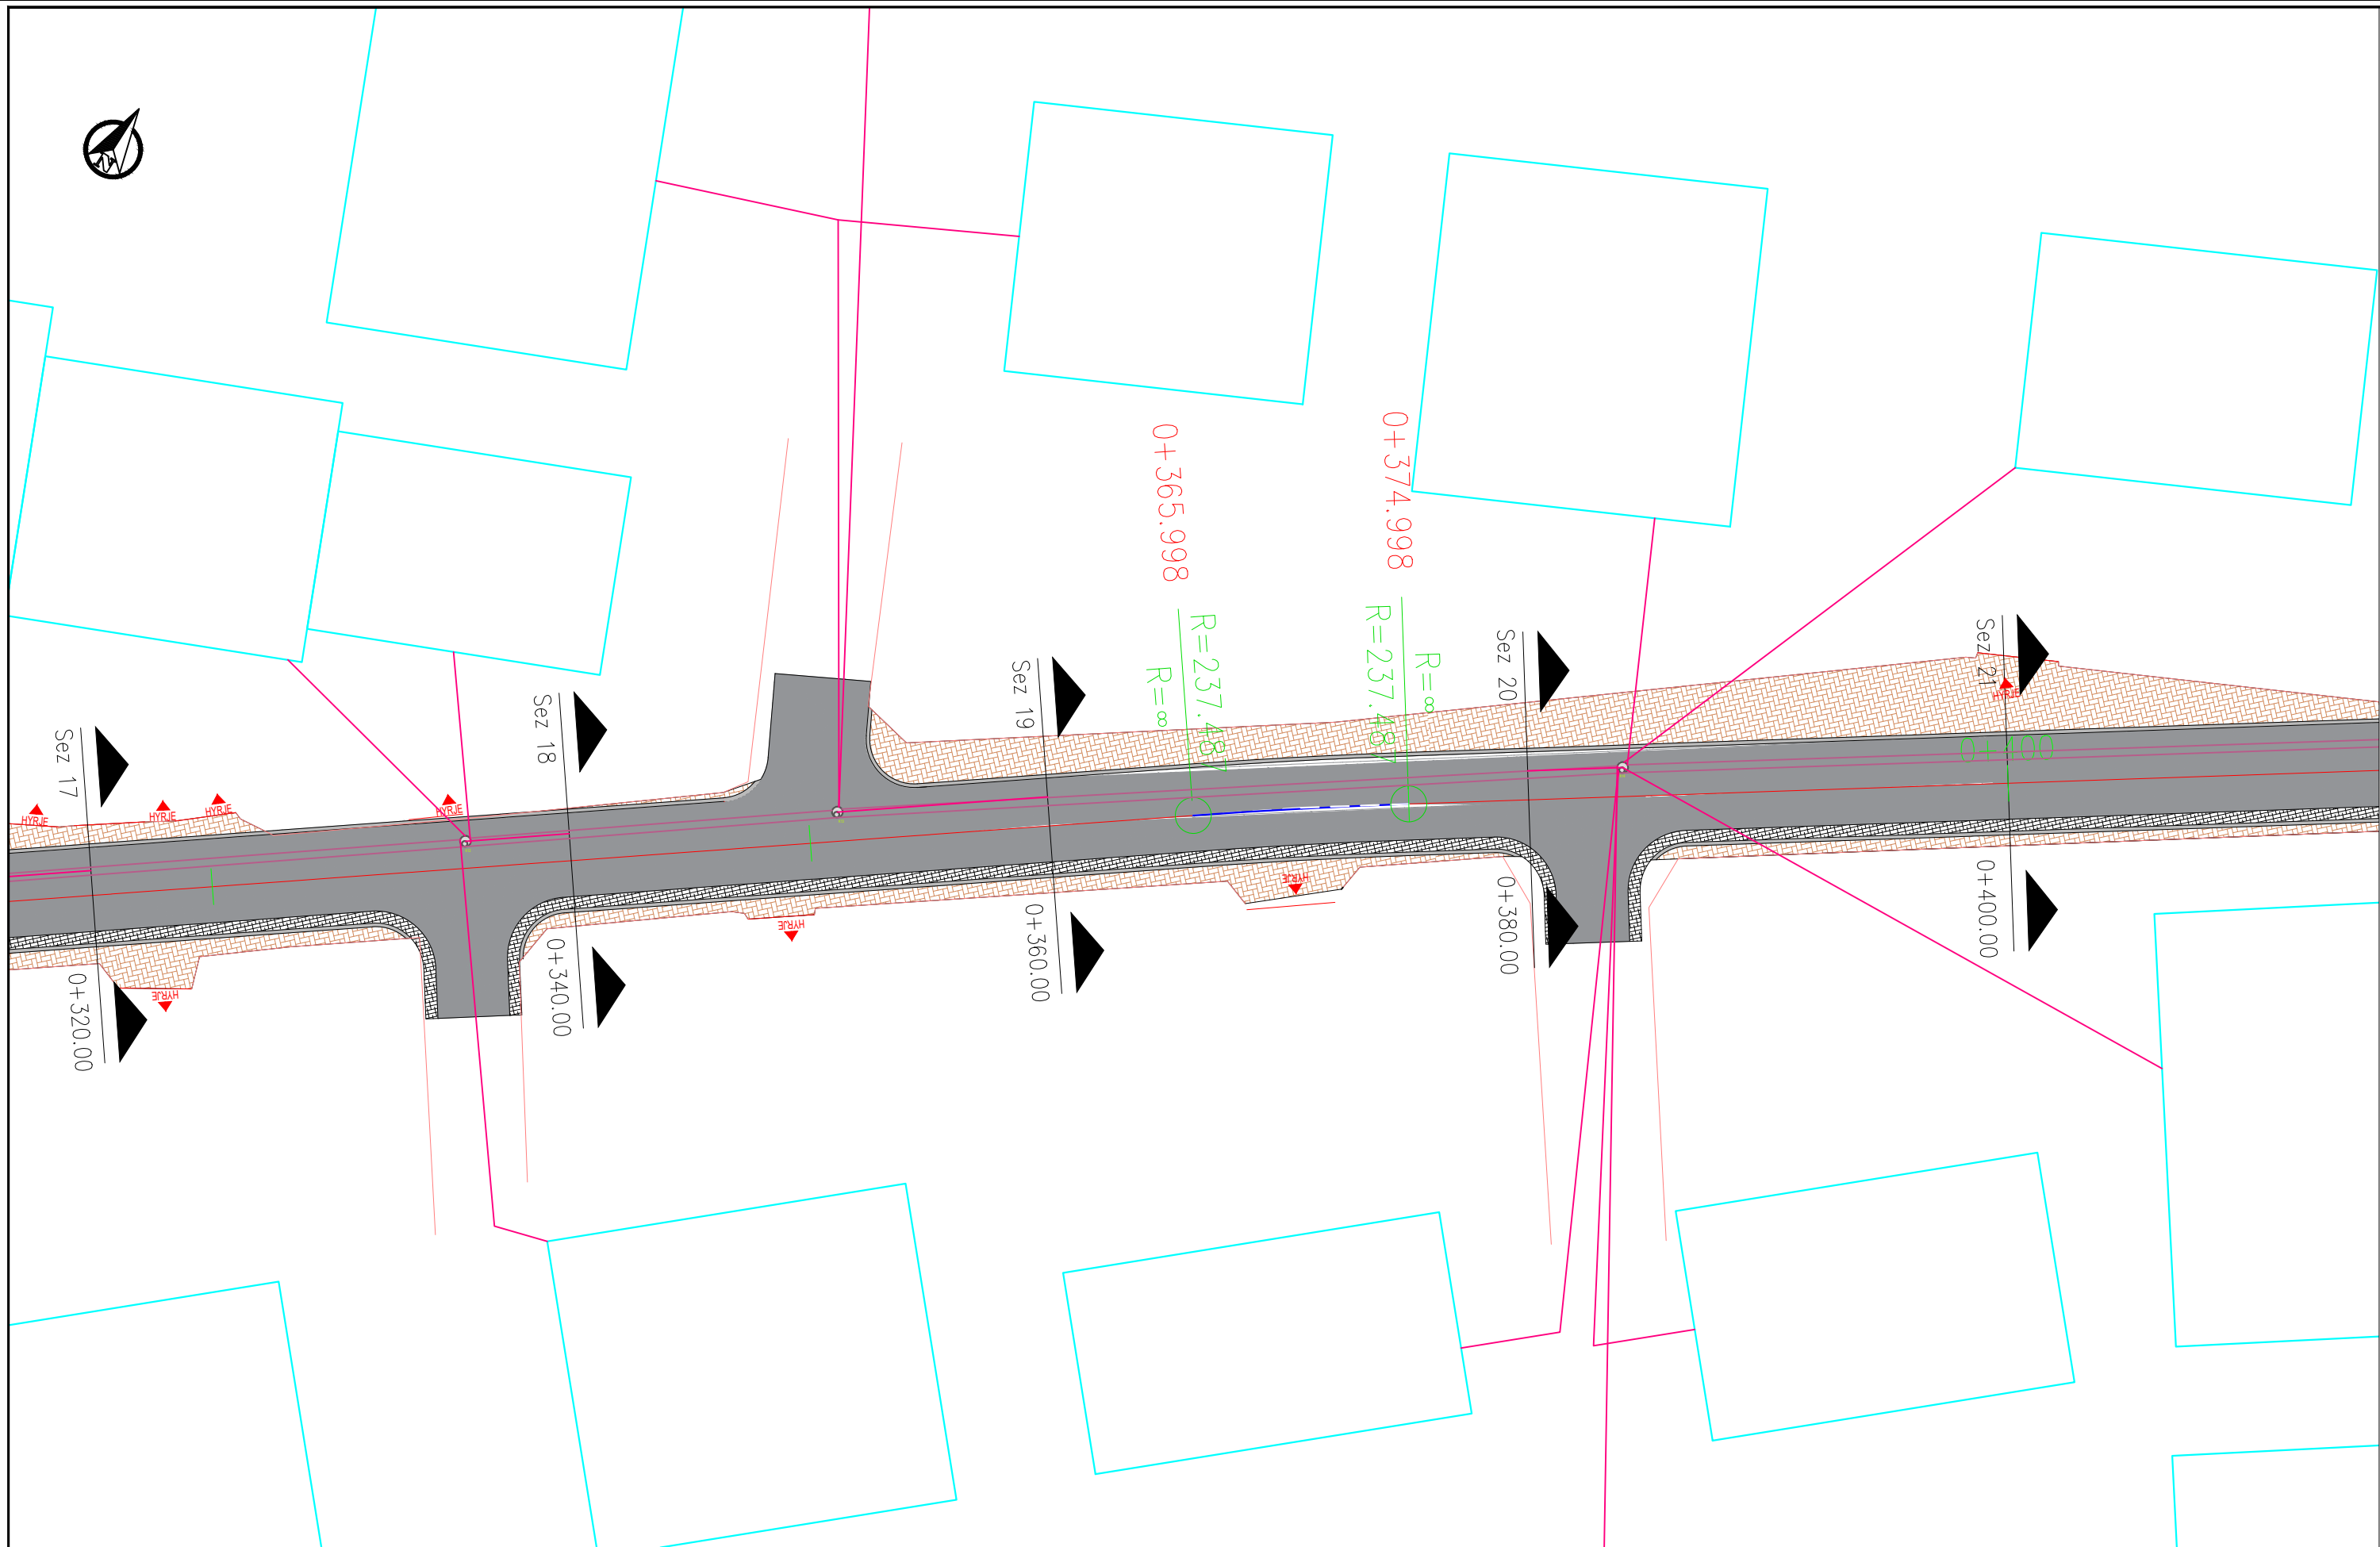 Sez 17
0+320.00
HYRJE
HYRJE
HYRJE
HYRJE
HYRJE
Sez 18
0+340.00
HYRJE
Sez 19
0+360.00
0+365.998
R=237.487
R=∞
HYRJE
0+374.998
R=∞
R=237.487
Sez 20
0+380.00
Sez 21
0+400.00
HYRJE
N